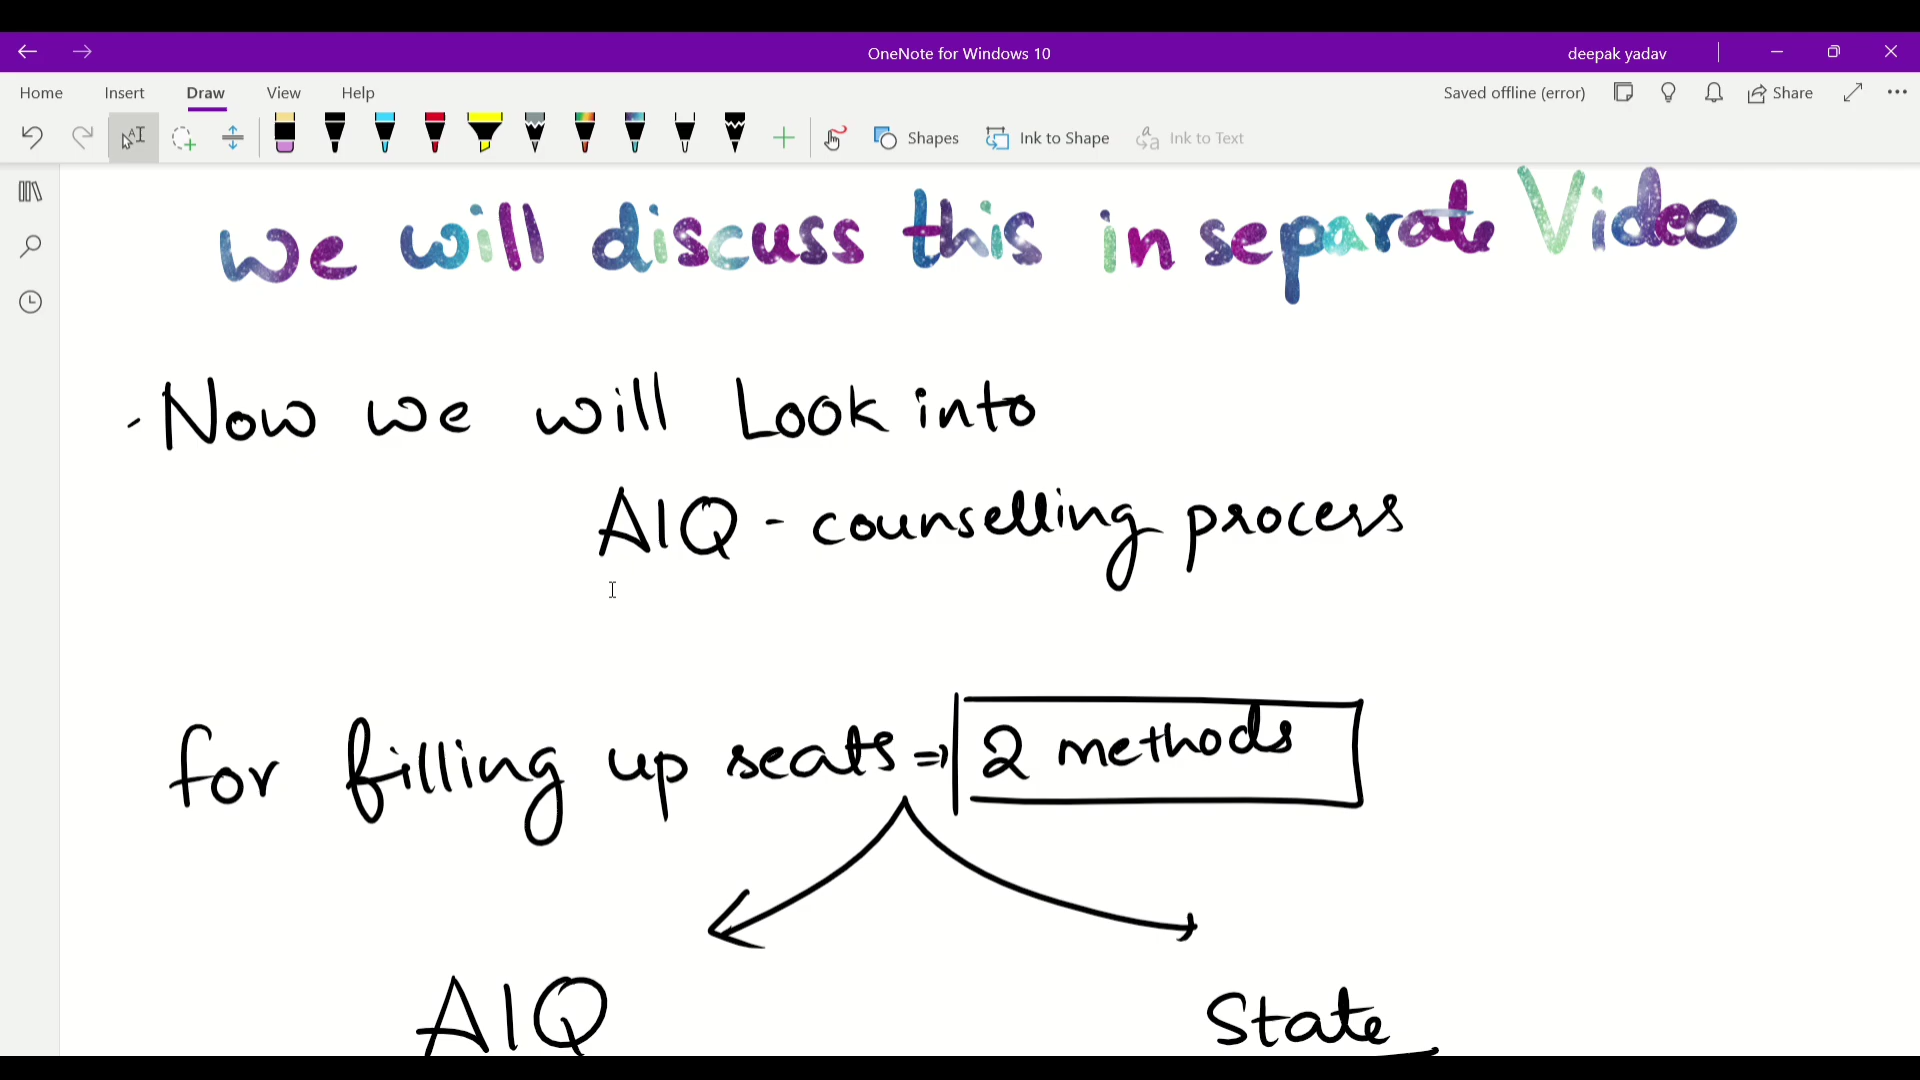 OneNote for Windows 10
deepak yadav
Home Insert Draw View Help
Saved offline (error)
Share
Shapes
Ink to Shape
Ink to Text
we will discuss this in separate Video
- Now we will Look into
AIQ - counselling process
for filling up seats ⇒ 2 methods
AIQ State